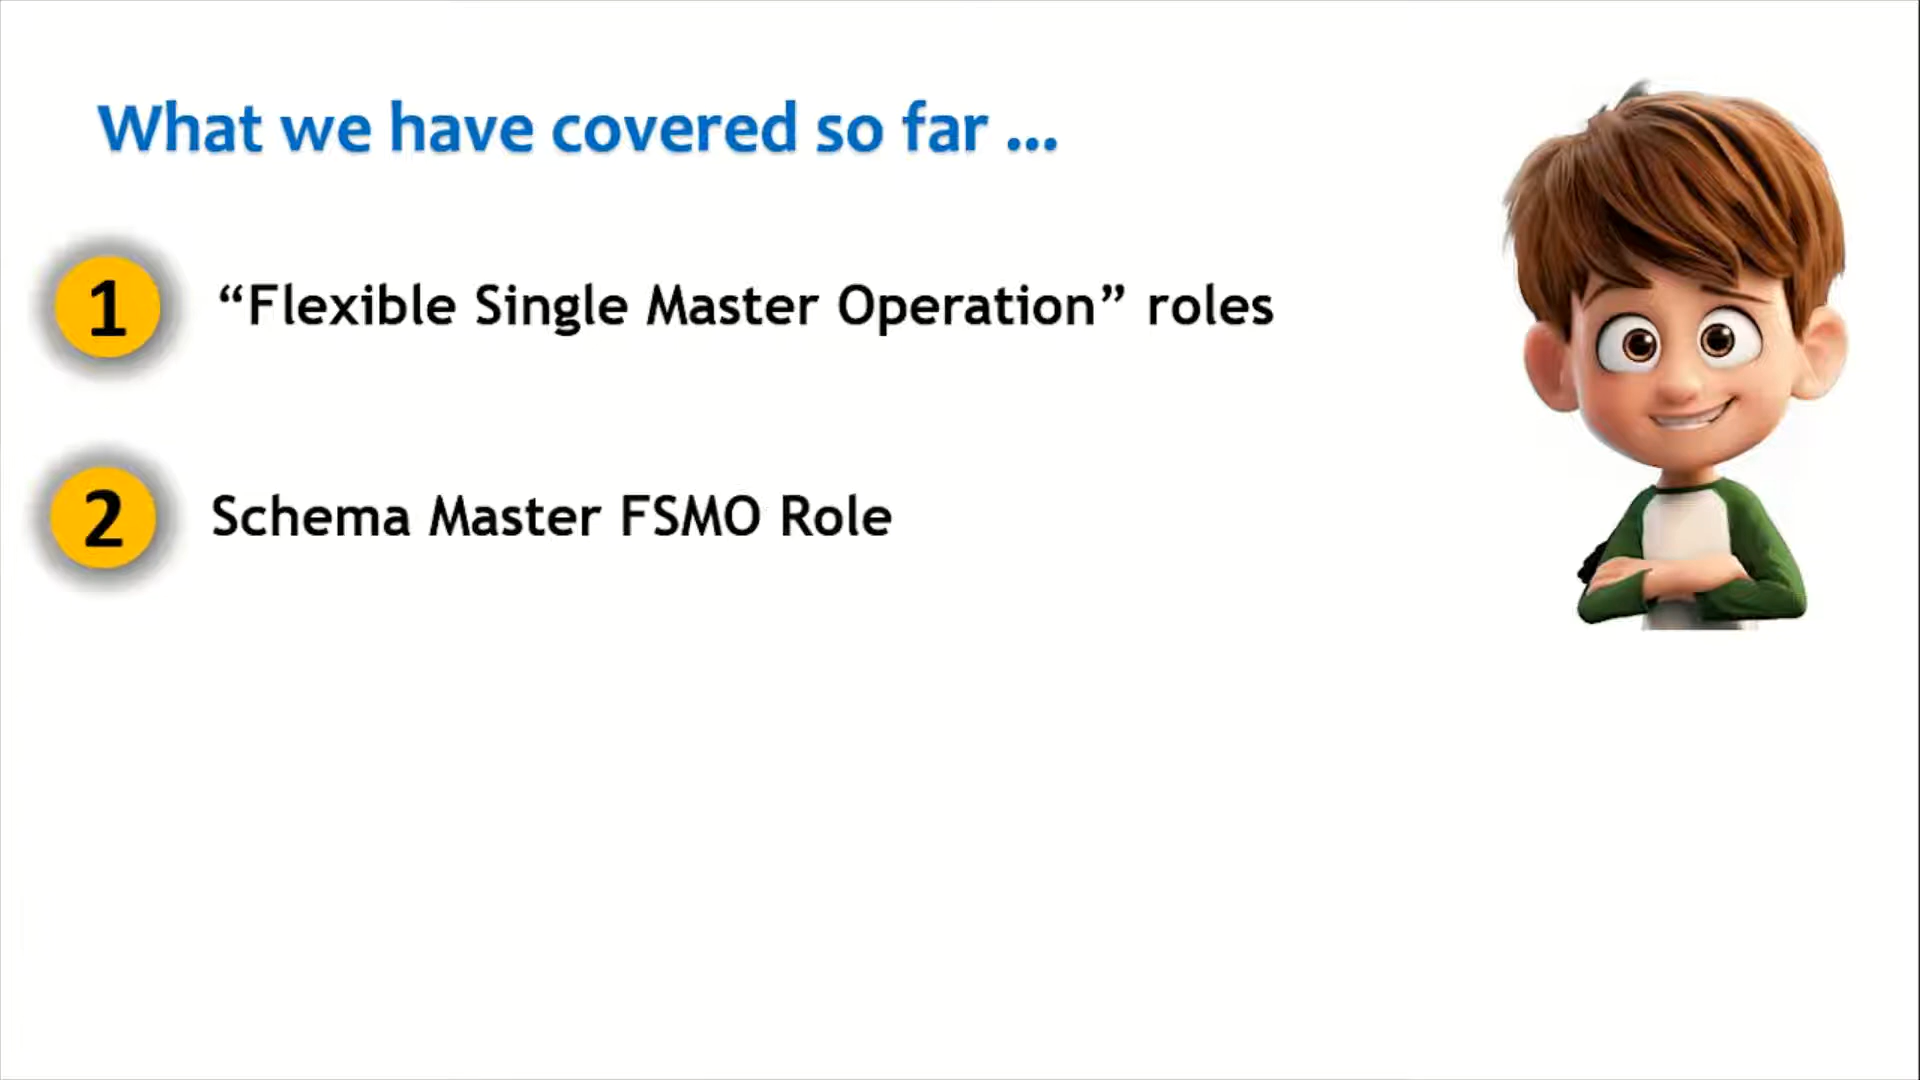 What we have covered so far ...
1 “Flexible Single Master Operation” roles
2 Schema Master FSMO Role